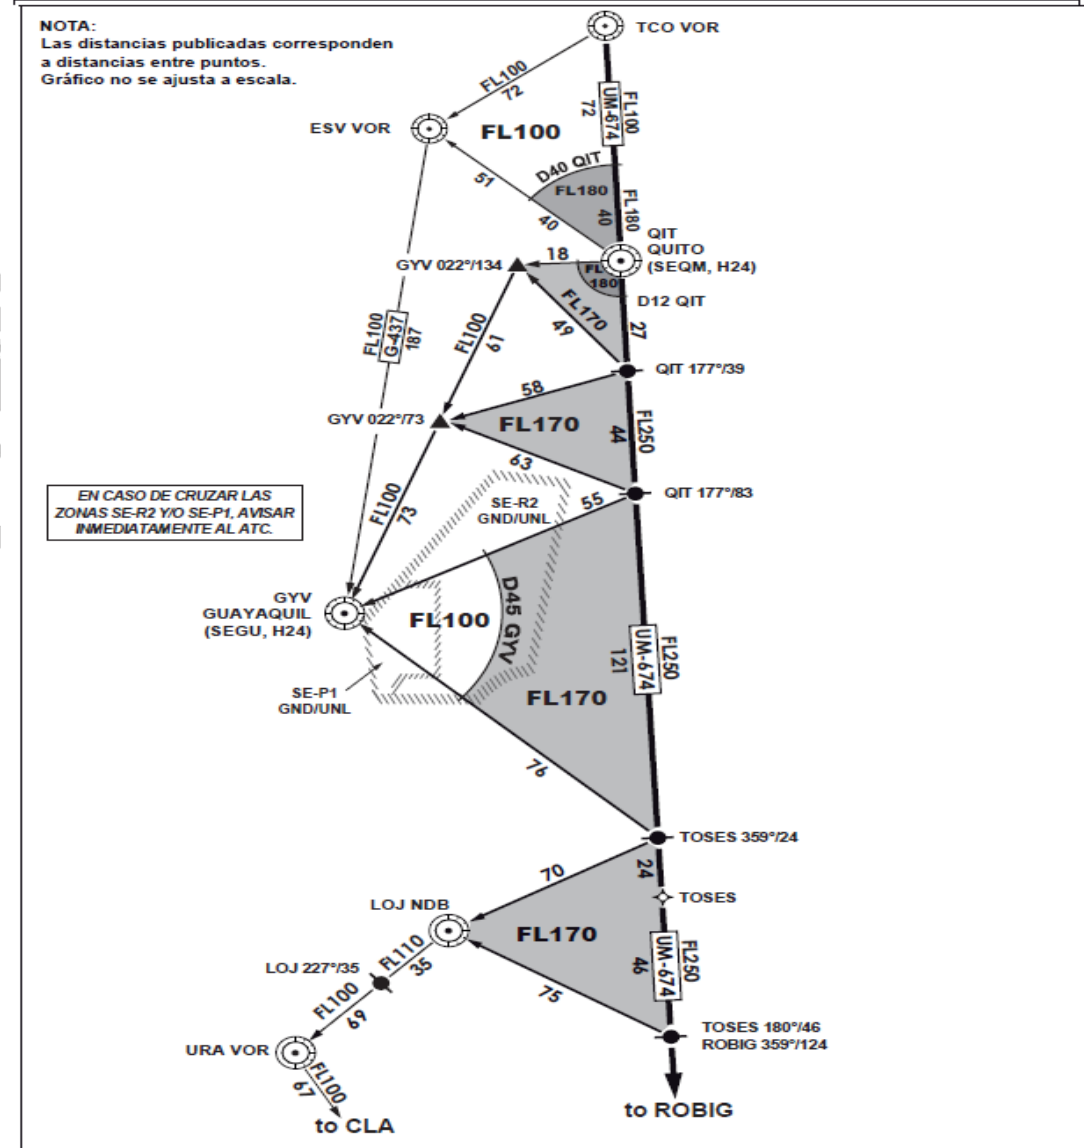 NOTA:
Las distancias publicadas corresponden
a distancias entre puntos.
Gráfico no se ajusta a escala.
TCO VOR
FL100
72
FL100
UM-674
72
ESV VOR
FL100
D40 QIT
FL180
40
FL180
51
40
QIT
QUITO
(SEQM, H24)
18
GYV 022°/134
FL
180
D12 QIT
FL170
49
27
FL100
G-437
187
FL100
61
QIT 177°/39
58
GYV 022°/73
FL170
FL250
44
63
QIT 177°/83
EN CASO DE CRUZAR LAS
ZONAS SE-R2 Y/O SE-P1, AVISAR
INMEDIATAMENTE AL ATC.
FL100
73
SE-R2
GND/UNL
55
GYV
GUAYAQUIL
(SEGU, H24)
FL100
D45 GYV
FL250
UM-674
121
SE-P1
GND/UNL
FL170
76
TOSES 359°/24
70
24
TOSES
LOJ NDB
FL170
FL250
UM-674
46
FL110
35
LOJ 227°/35
75
FL100
69
TOSES 180°/46
ROBIG 359°/124
URA VOR
FL100
67
to CLA
to ROBIG